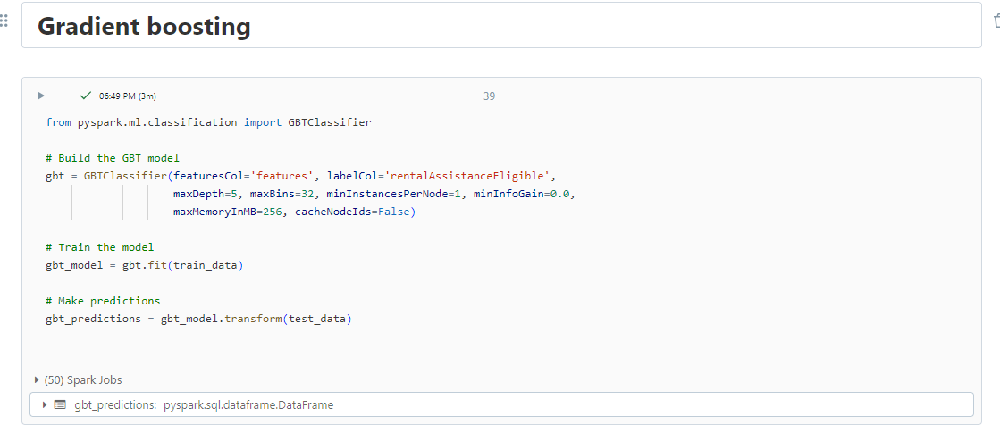 Gradient boosting
06:49 PM (3m)
39
from pyspark.ml.classification import GBTClassifier
# Build the GBT model
gbt = GBTClassifier(featuresCol='features', labelCol='rentalAssistanceEligible',
maxDepth=5, maxBins=32, minInstancesPerNode=1, minInfoGain=0.0,
maxMemoryInMB=256, cacheNodeIds=False)
# Train the model
gbt_model = gbt.fit(train_data)
# Make predictions
gbt_predictions = gbt_model.transform(test_data)
(50) Spark Jobs
gbt_predictions: pyspark.sql.dataframe.DataFrame